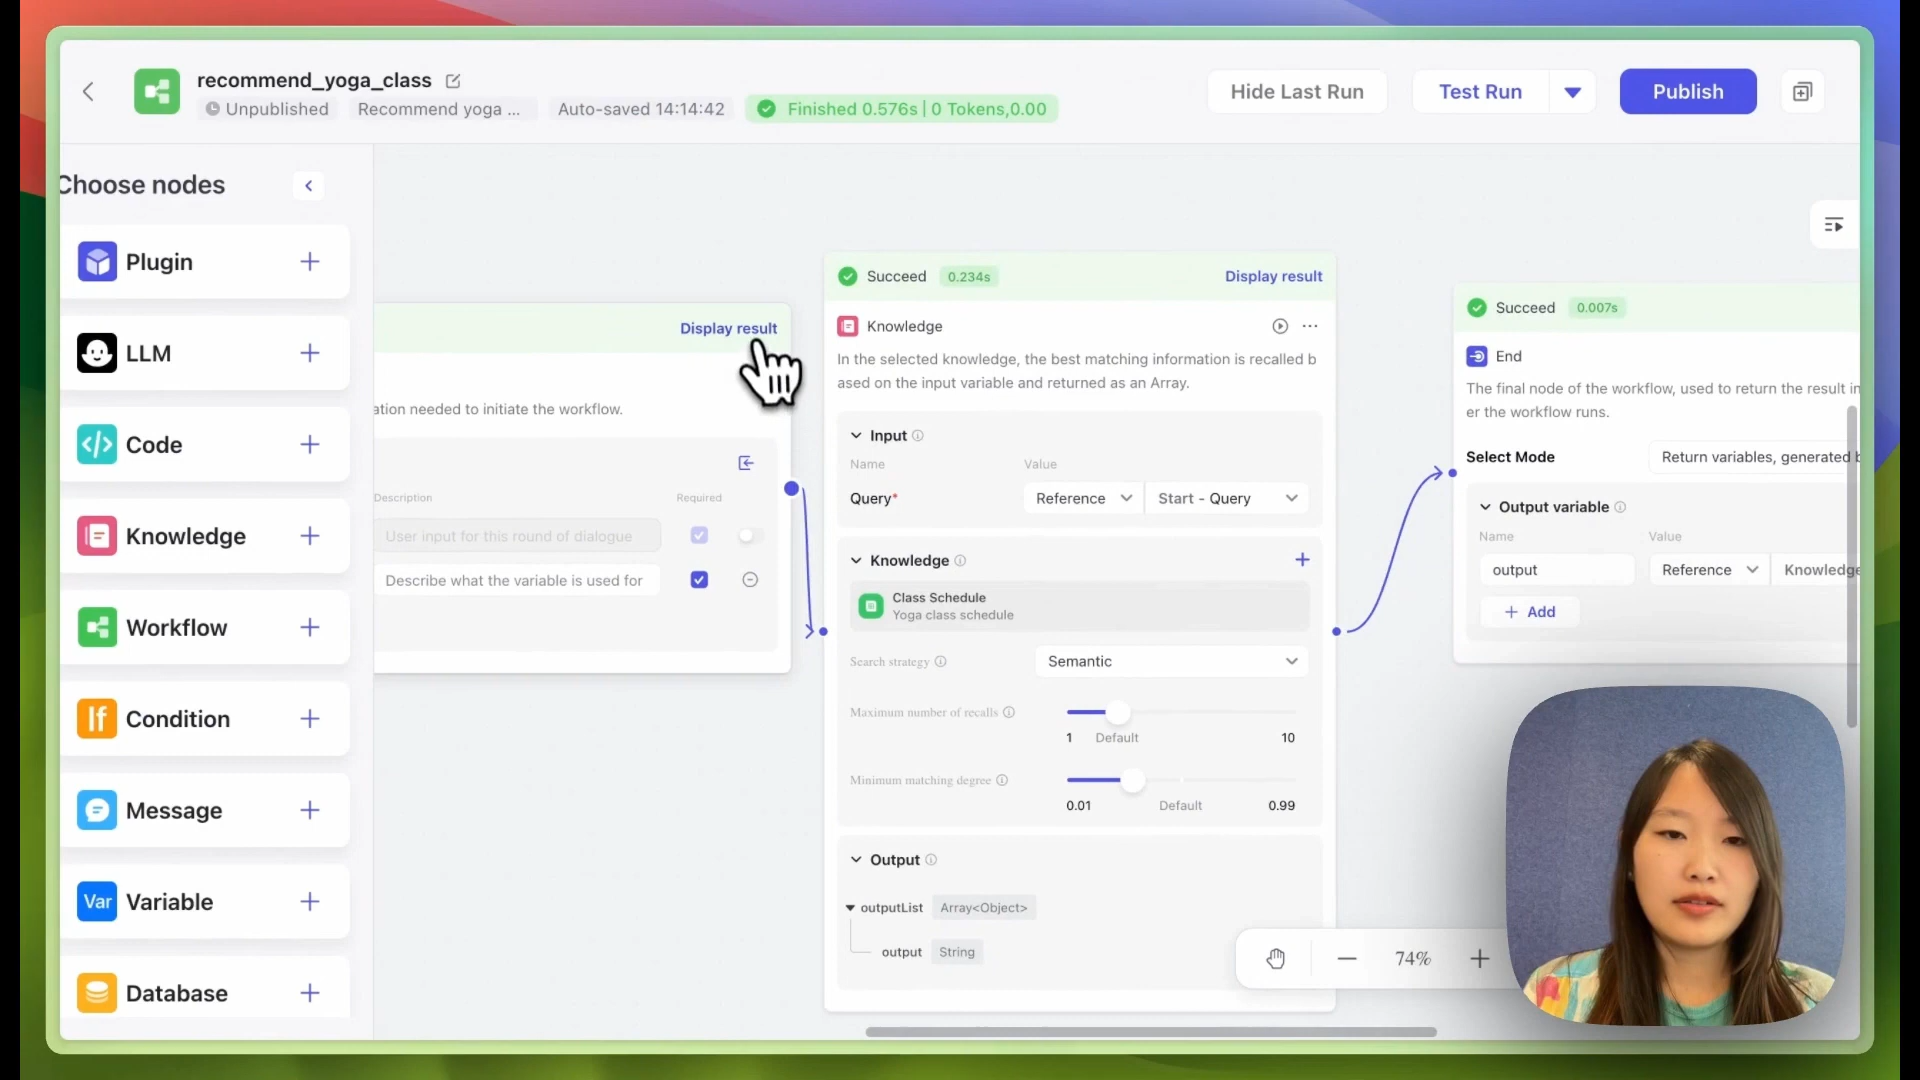 recommend_yoga_class
Unpublished
Recommend yoga ...
Auto-saved 14:14:42
Finished 0.576s | 0 Tokens,0.00
Hide Last Run
Test Run
Publish
Choose nodes
Plugin
LLM
Code
Knowledge
Workflow
If Condition
Message
Var Variable
Database
Display result
ation needed to initiate the workflow.
Description
Required
User input for this round of dialogue
Describe what the variable is used for
Succeed 0.234s
Display result
Knowledge
In the selected knowledge, the best matching information is recalled b
ased on the input variable and returned as an Array.
Input
Name Value
Query* Reference Start - Query
Knowledge
Class Schedule
Yoga class schedule
Search strategy Semantic
Maximum number of recalls
1 Default 10
Minimum matching degree
0.01 Default 0.99
Output
outputList Array<Object>
output String
Succeed 0.007s
End
The final node of the workflow, used to return the result in
er the workflow runs.
Select Mode Return variables, generated b
Output variable
Name Value
output Reference Knowledge
+ Add
74%